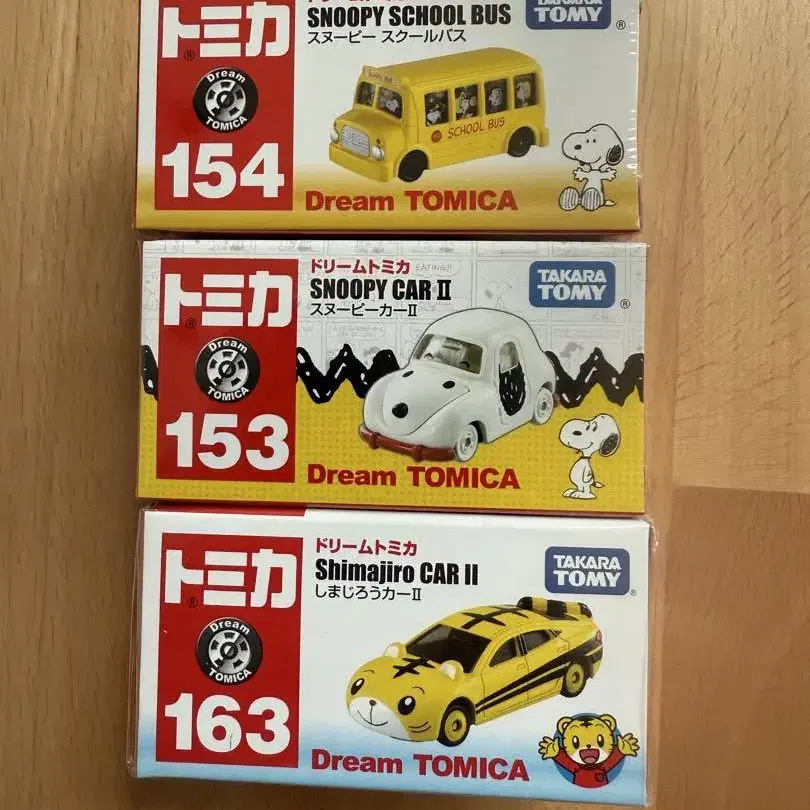 トミカ
Dream
TOMICA
154
SNOOPY SCHOOL BUS
スヌーピー スクールバス
TAKARA
TOMY
®
School Bus
SCHOOL BUS
Dream TOMICA
トミカ
®
Dream
TOMICA
153
ドリームトミカ
SNOOPY CAR II
スヌーピーカーII
EATING!!
TAKARA
TOMY
®
Dream TOMICA
トミカ
®
Dream
TOMICA
163
ドリームトミカ
Shimajiro CAR II
しまじろうカーII
TAKARA
TOMY
®
Dream TOMICA